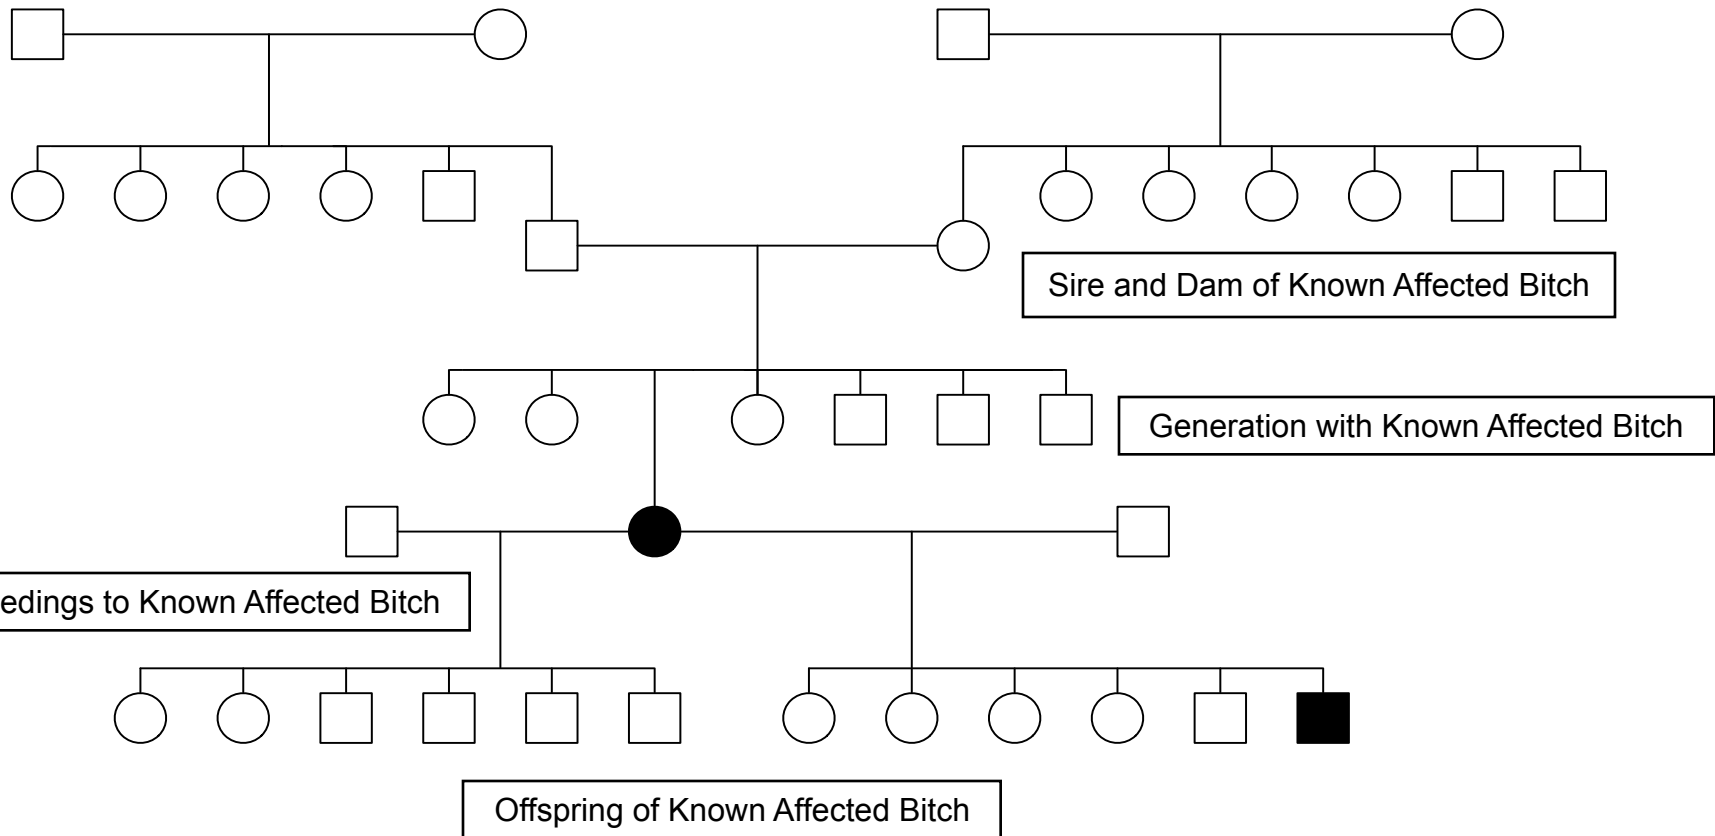 Sire and Dam of Known Affected Bitch
Generation with Known Affected Bitch
edings to Known Affected Bitch
Offspring of Known Affected Bitch